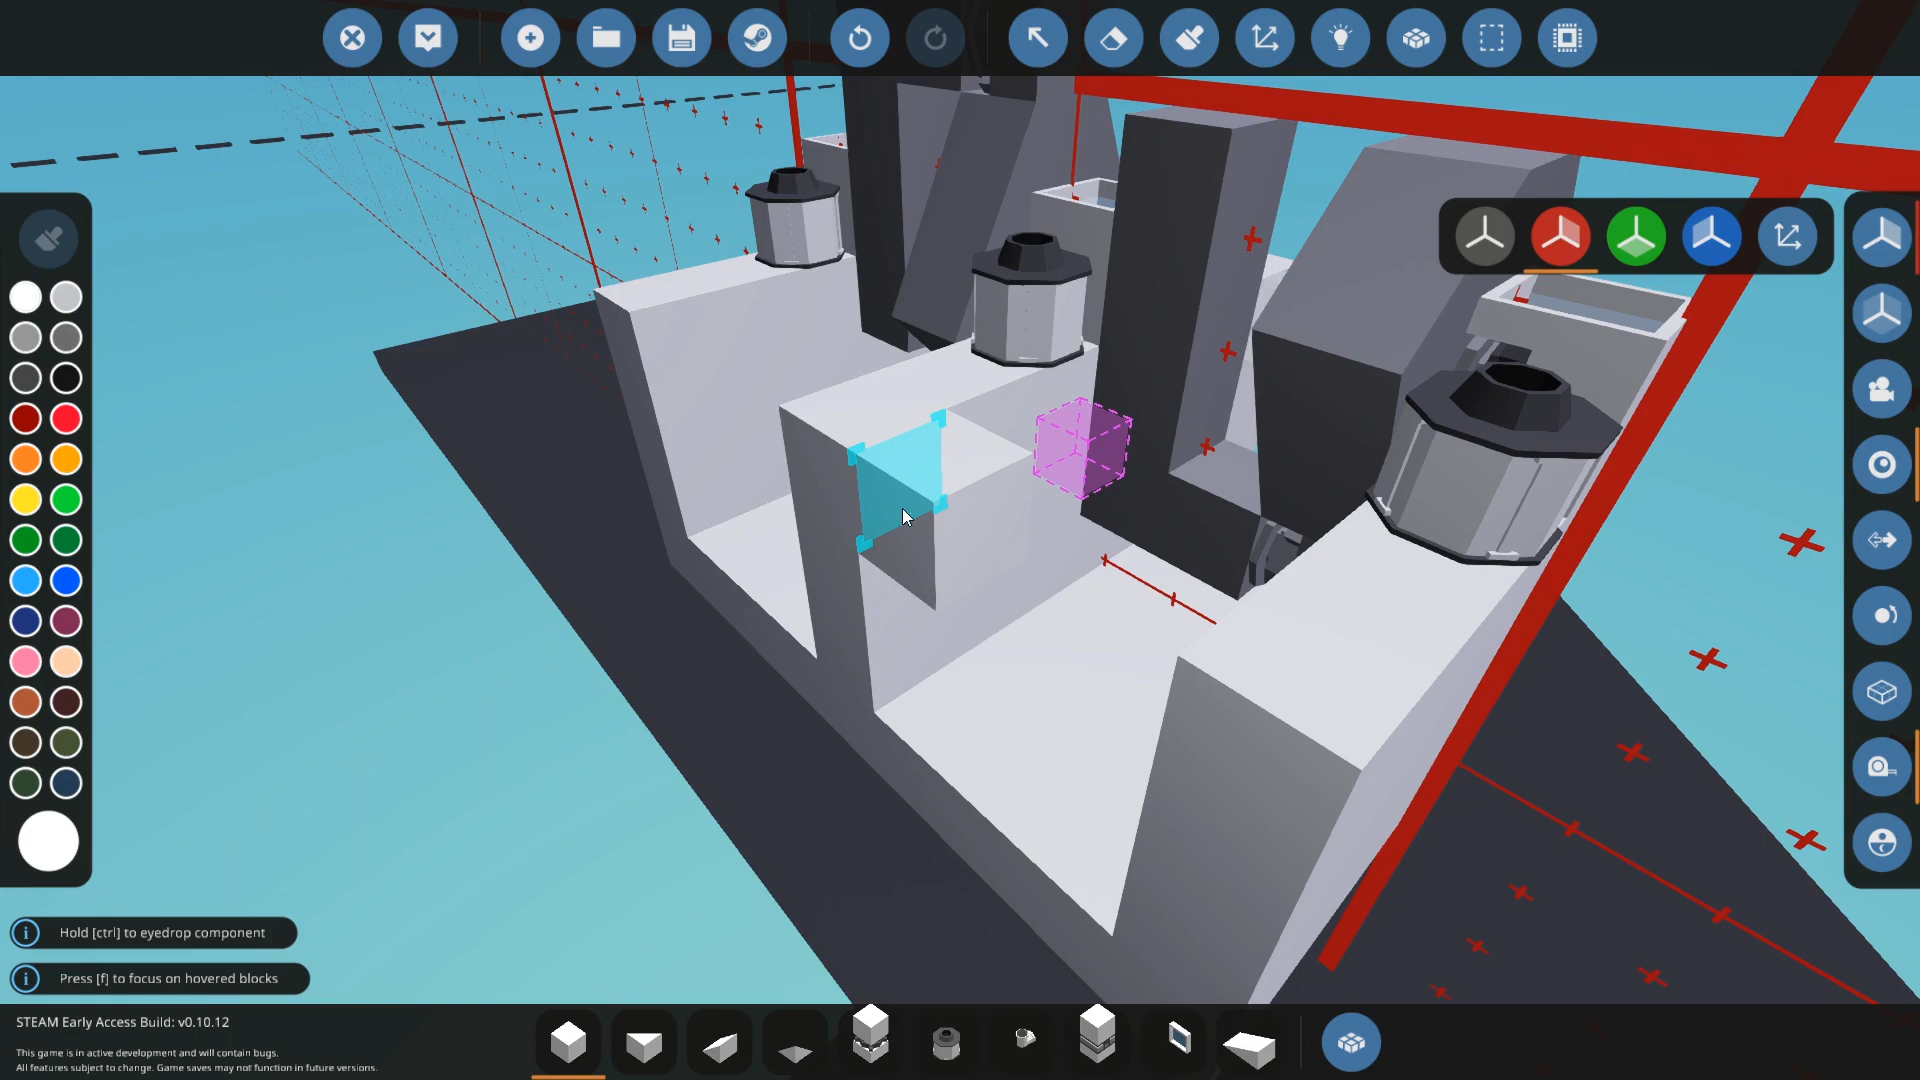 Hold [ctrl] to eyedrop component
Press [f] to focus on hovered blocks
STEAM Early Access Build: v0.10.12
This game is in active development and will contain bugs.
All features subject to change. Game saves may not function in future versions.